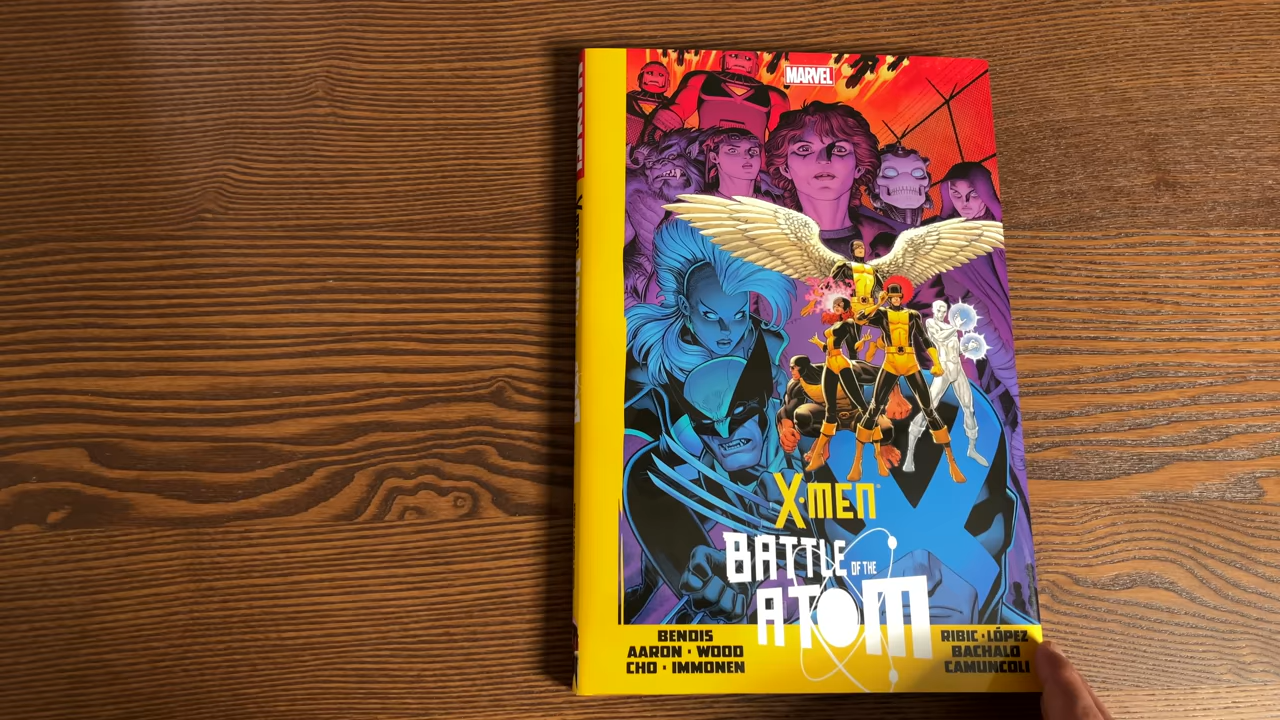 MARVEL
X-MEN
BATTLE OF THE
ATOM
BENDIS
AARON · WOOD
CHO · IMMONEN
RIBIC · LÓPEZ
BACHALO
CAMUNCOLI